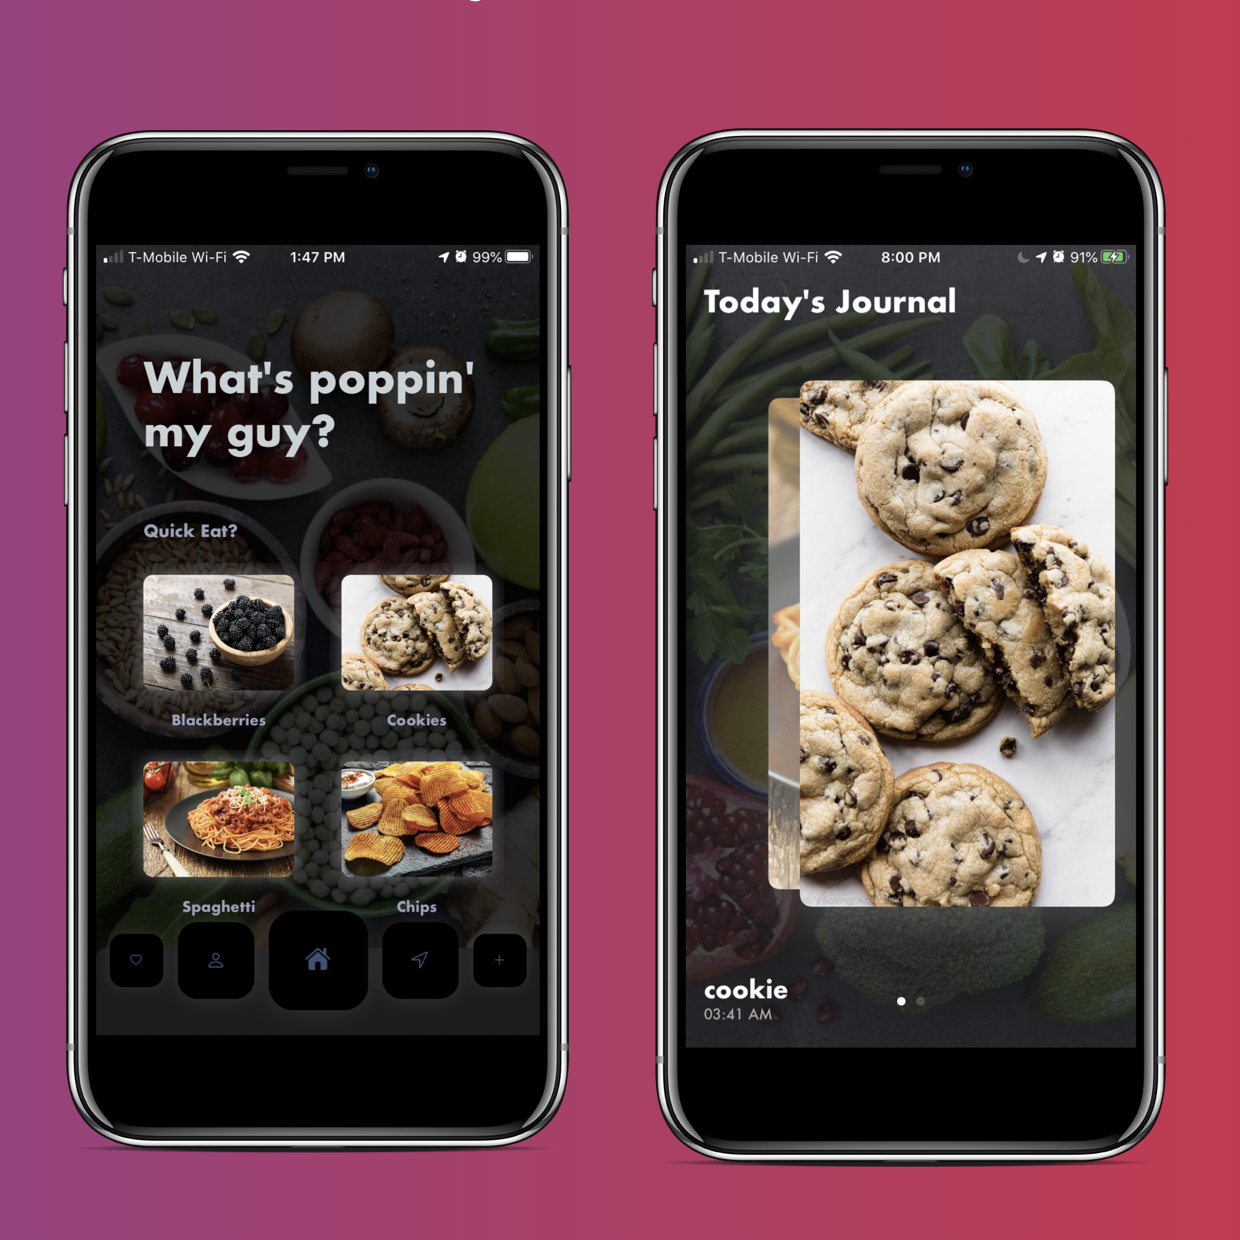 T-Mobile Wi-Fi 1:47 PM 99%
What's poppin'
my guy?
Quick Eat?
Blackberries Cookies
Spaghetti Chips
T-Mobile Wi-Fi 8:00 PM 91%
Today's Journal
cookie
03:41 AM